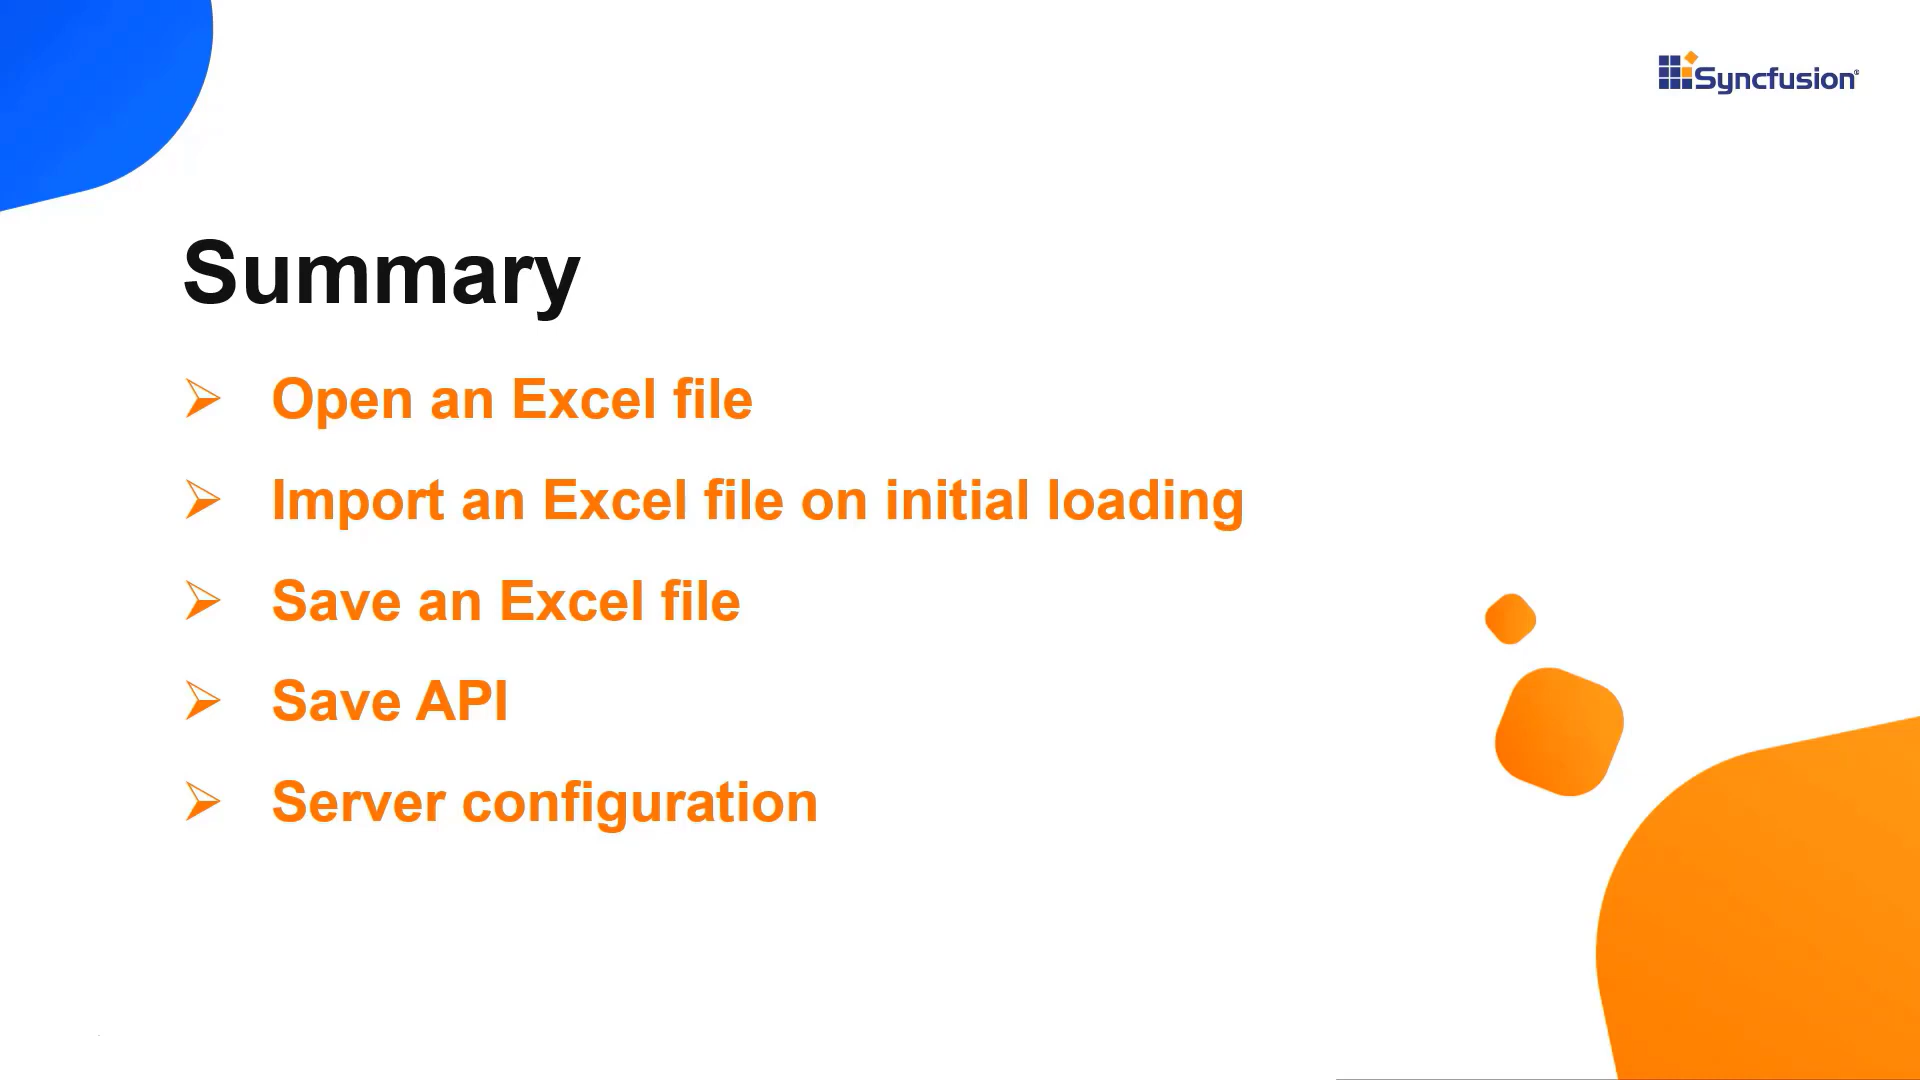 Syncfusion®
Summary
➢ Open an Excel file
➢ Import an Excel file on initial loading
➢ Save an Excel file
➢ Save API
➢ Server configuration